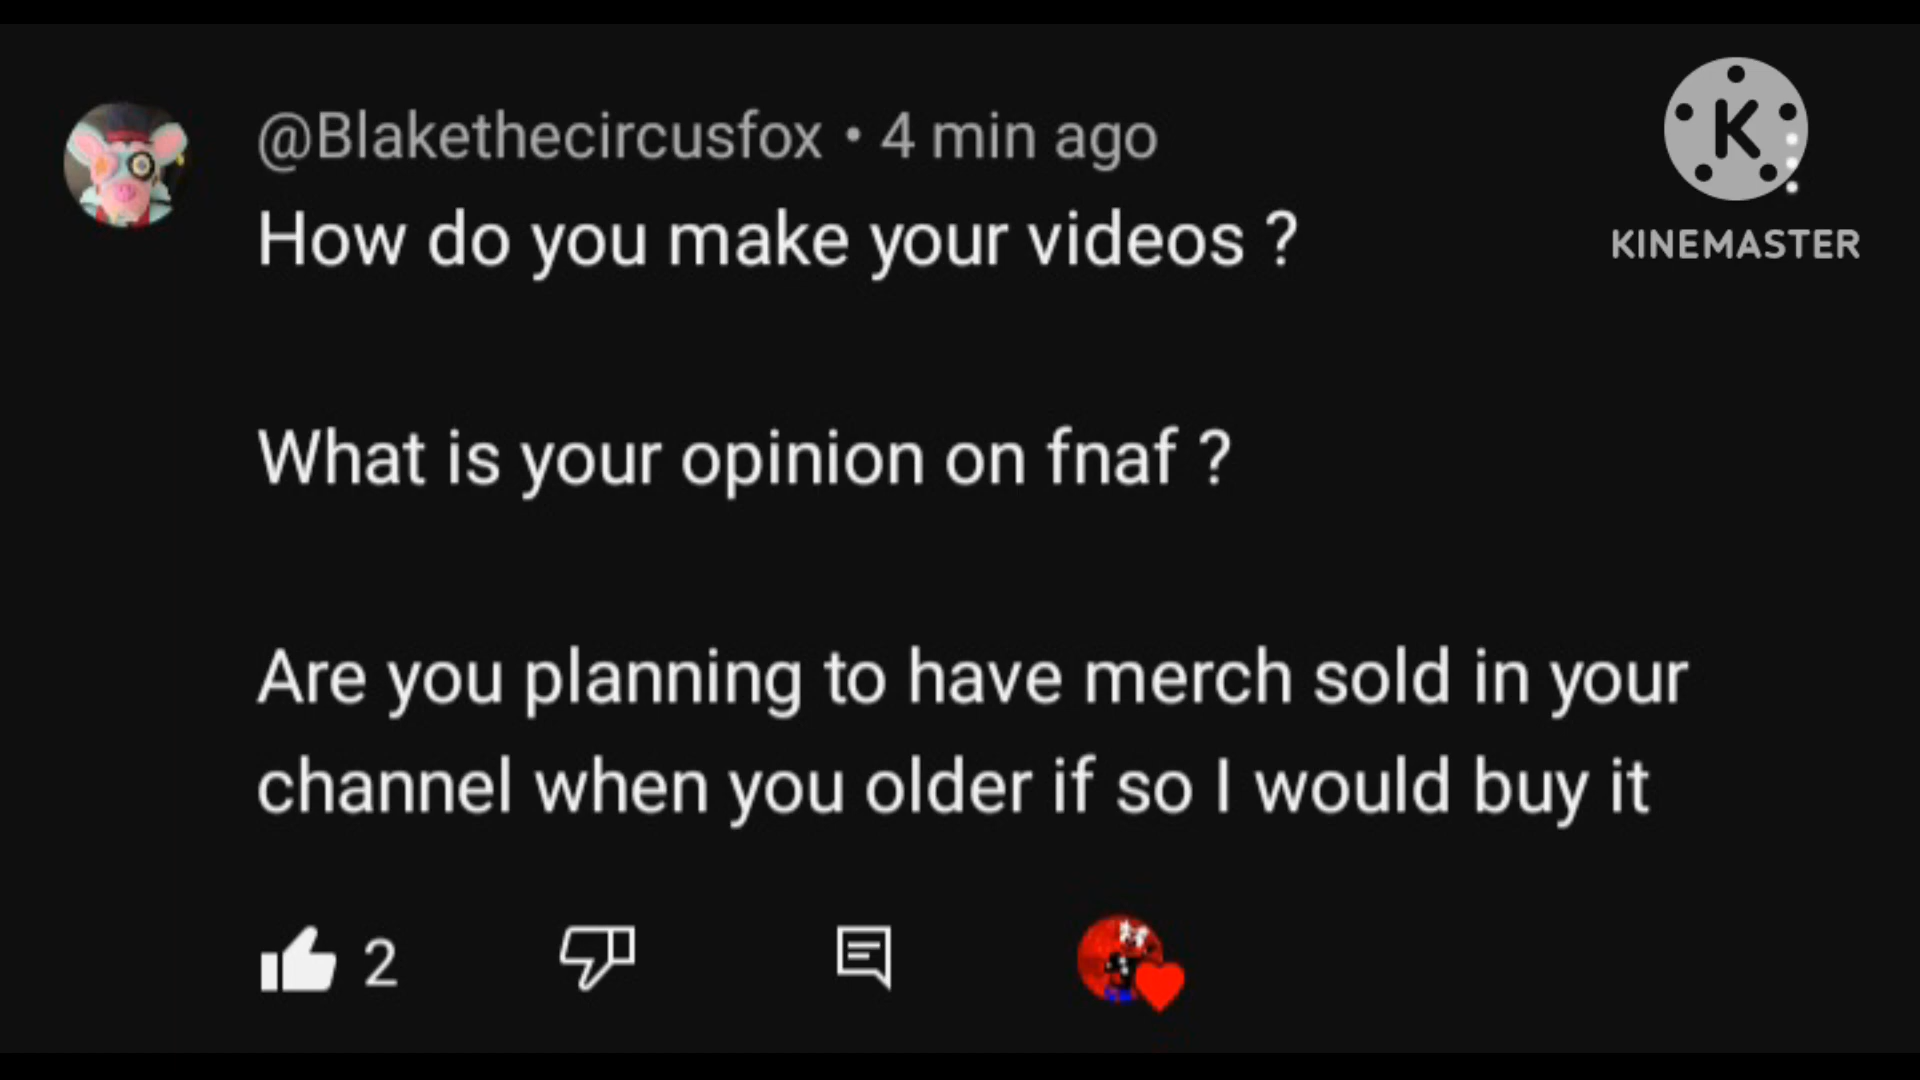 @Blakethecircusfox • 4 min ago
K
KINEMASTER
How do you make your videos ?
What is your opinion on fnaf ?
Are you planning to have merch sold in your
channel when you older if so I would buy it
2